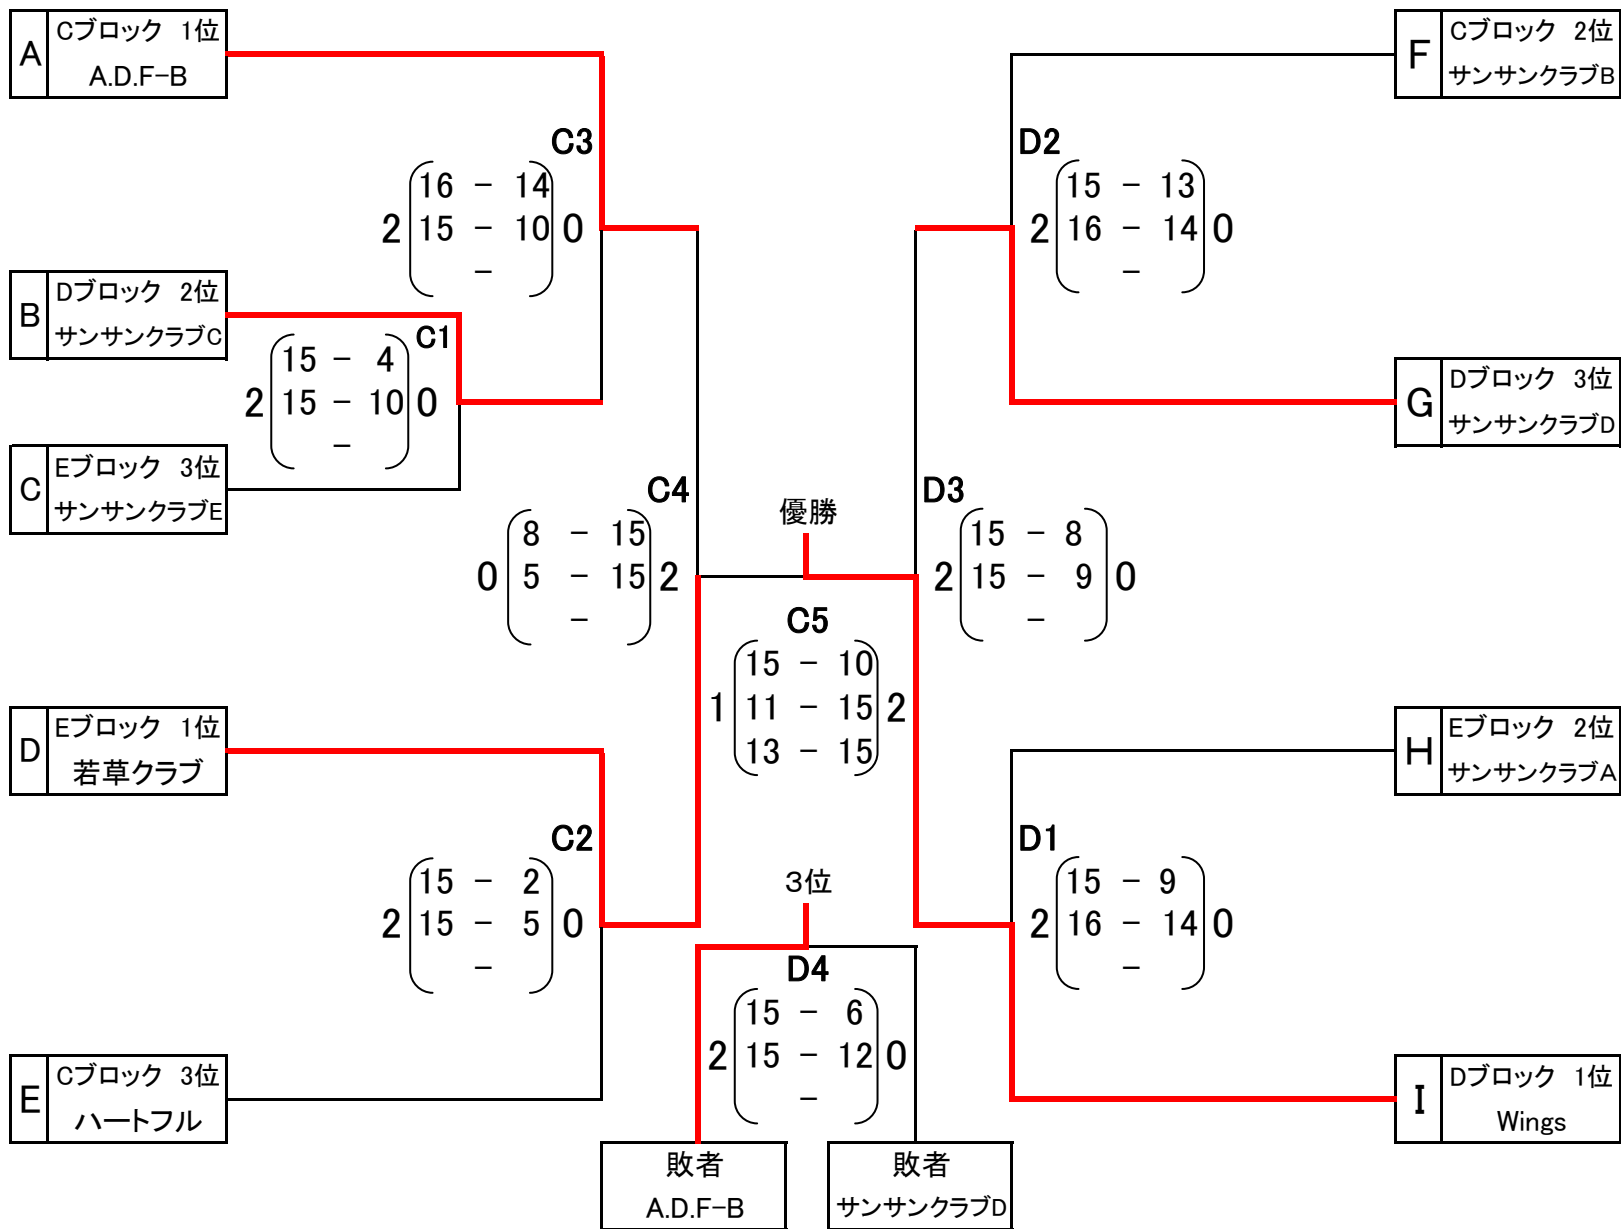 A
Cブロック 1位
A.D.F-B
F
Cブロック 2位
サンサンクラブB
C3
16 - 14
2 15 - 10 0
-
D2
15 - 13
2 16 - 14 0
-
B
Dブロック 2位
サンサンクラブC
C1
15 - 4
2 15 - 10 0
-
G
Dブロック 3位
サンサンクラブD
C
Eブロック 3位
サンサンクラブE
C4
8 - 15
0 5 - 15 2
-
優勝
D3
15 - 8
2 15 - 9 0
-
C5
15 - 10
1 11 - 15 2
13 - 15
D
Eブロック 1位
若草クラブ
H
Eブロック 2位
サンサンクラブA
C2
15 - 2
2 15 - 5 0
-
3位
D4
15 - 6
2 15 - 12 0
-
D1
15 - 9
2 16 - 14 0
-
E
Cブロック 3位
ハートフル
I
Dブロック 1位
Wings
敗者
A.D.F-B
敗者
サンサンクラブD